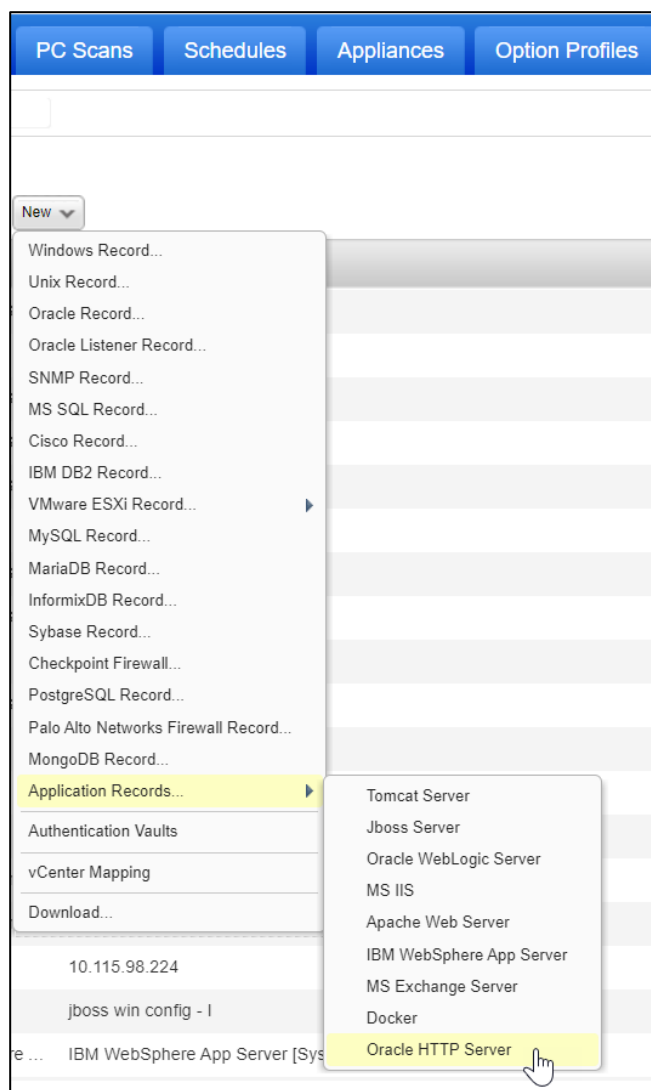 PC Scans
Schedules
Appliances
Option Profiles
New
Windows Record...
Unix Record...
Oracle Record...
Oracle Listener Record...
SNMP Record...
MS SQL Record...
Cisco Record...
IBM DB2 Record...
VMware ESXi Record...
MySQL Record...
MariaDB Record...
InformixDB Record...
Sybase Record...
Checkpoint Firewall...
PostgreSQL Record...
Palo Alto Networks Firewall Record...
MongoDB Record...
Application Records...
Authentication Vaults
vCenter Mapping
Download...
Tomcat Server
Jboss Server
Oracle WebLogic Server
MS IIS
Apache Web Server
IBM WebSphere App Server
MS Exchange Server
Docker
Oracle HTTP Server
10.115.98.224
jboss win config - I
re ... IBM WebSphere App Server [Sys